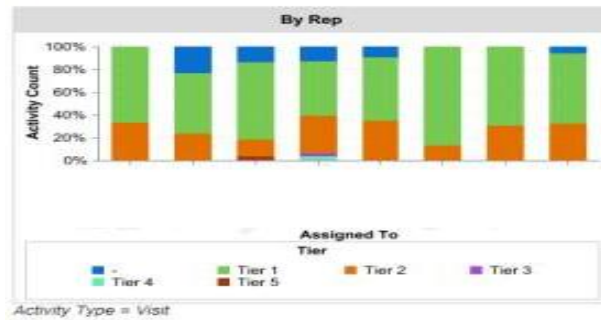 By Rep
100%
80%
60%
40%
20%
0%
Activity Count
Assigned To
Tier
- Tier 1 Tier 2 Tier 3
Tier 4 Tier 5
Activity Type = Visit